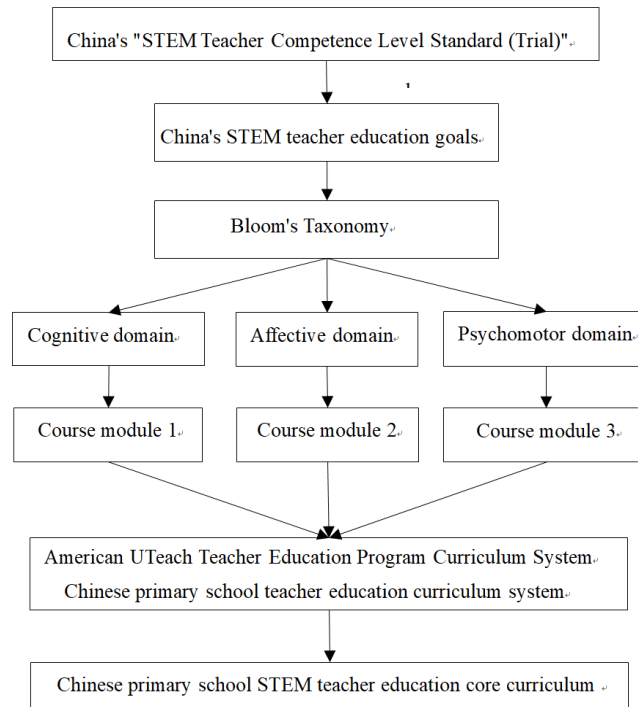 China's "STEM Teacher Competence Level Standard (Trial)"
China's STEM teacher education goals
Bloom's Taxonomy
Cognitive domain
Affective domain
Psychomotor domain
Course module 1
Course module 2
Course module 3
American UTeach Teacher Education Program Curriculum System
Chinese primary school teacher education curriculum system
Chinese primary school STEM teacher education core curriculum